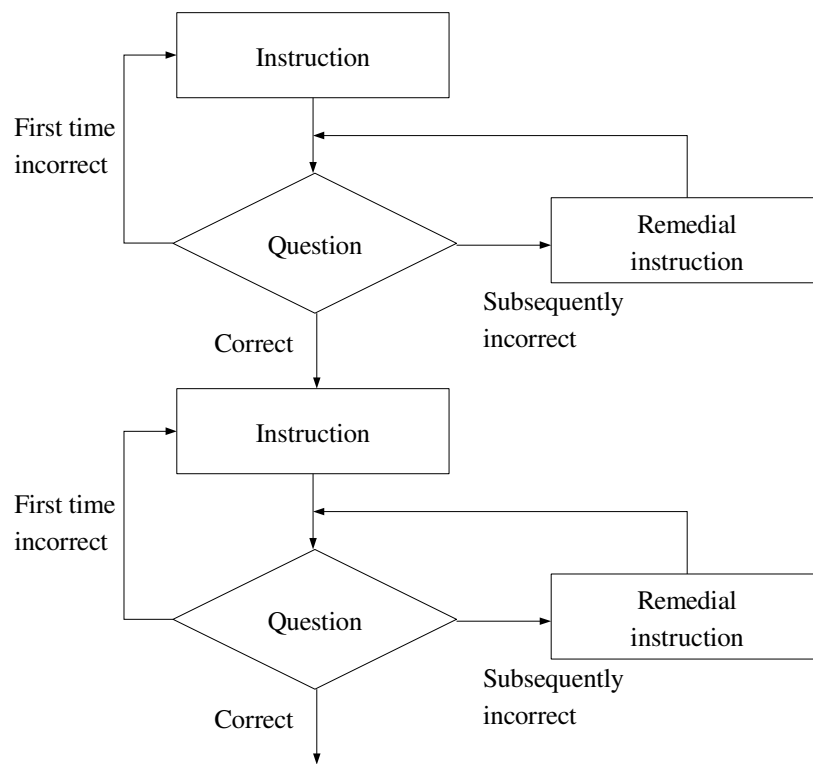 Instruction
First time
incorrect
Question
Remedial
instruction
Subsequently
incorrect
Correct
Instruction
First time
incorrect
Question
Remedial
instruction
Subsequently
incorrect
Correct